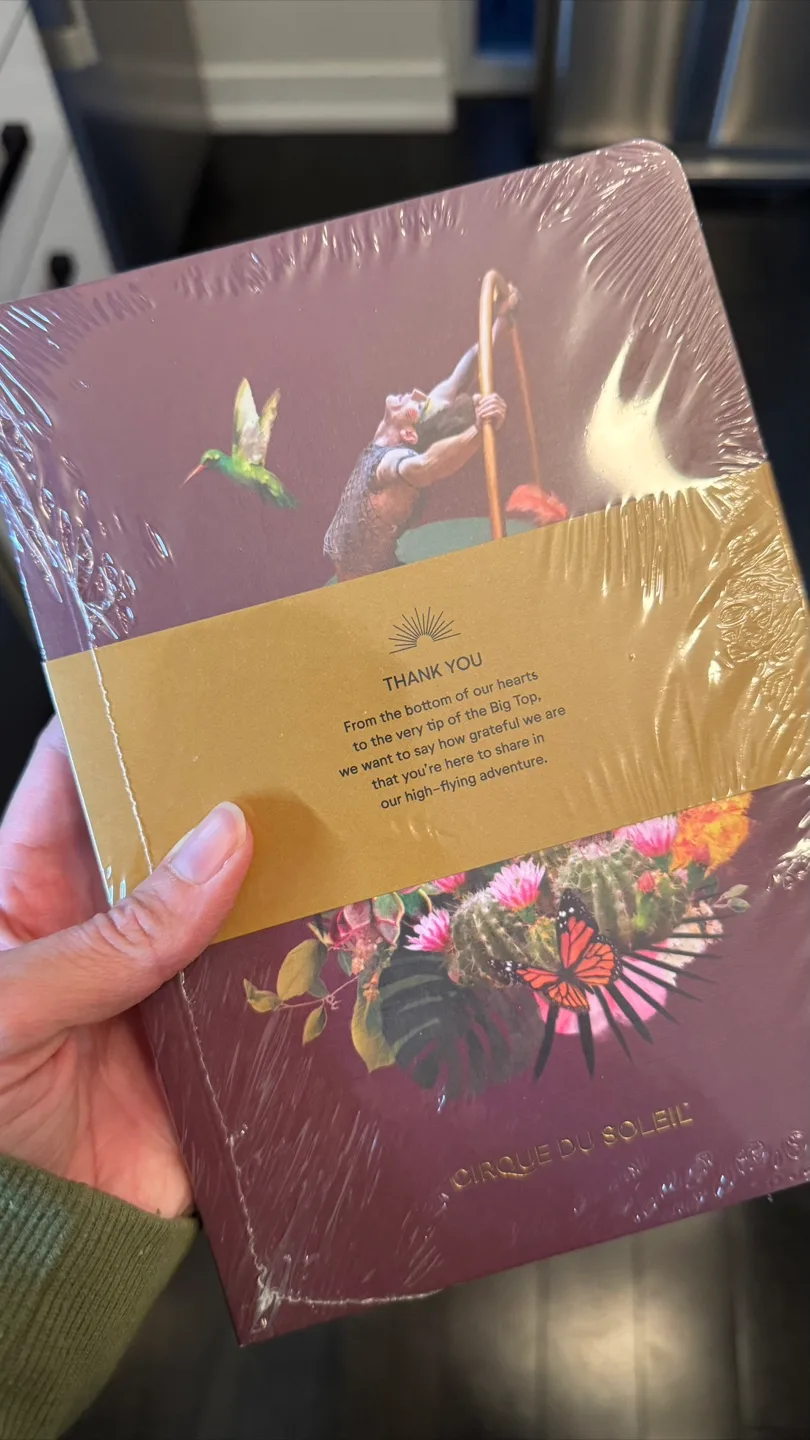 THANK YOU
From the bottom of our hearts
to the very tip of the Big Top,
we want to say how grateful we are
that you're here to share in
our high-flying adventure.
CIRQUE DU SOLEIL